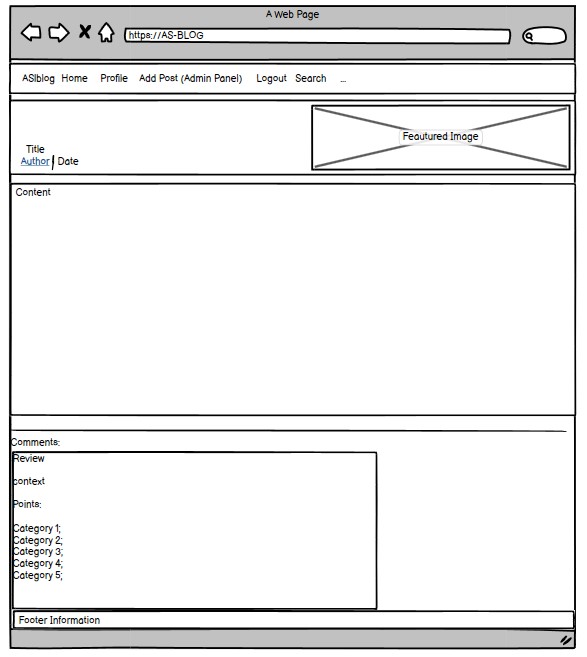 A Web Page
https://AS-BLOG
ASIblog Home Profile Add Post (Admin Panel) Logout Search ...
Feautured Image
Title
Author | Date
Content
Comments:
Review
context
Points:
Category 1;
Category 2;
Category 3;
Category 4;
Category 5;
Footer Information